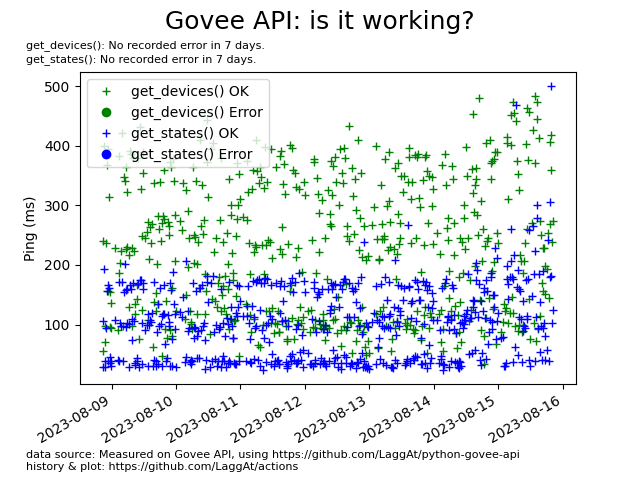 Govee API: is it working?
get_devices(): No recorded error in 7 days.
get_states(): No recorded error in 7 days.
500
400
300
200
100
Ping (ms)
get_devices() OK
get_devices() Error
get_states() OK
get_states() Error
2023-08-09
2023-08-10
2023-08-11
2023-08-12
2023-08-13
2023-08-14
2023-08-15
2023-08-16
data source: Measured on Govee API, using https://github.com/LaggAt/python-govee-api
history & plot: https://github.com/LaggAt/actions